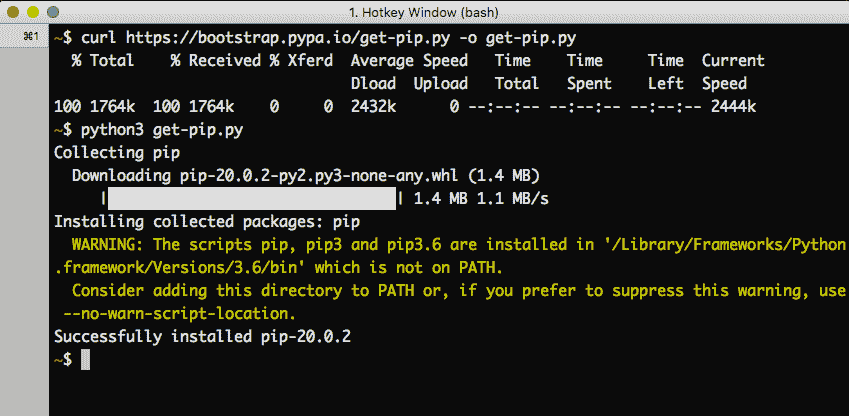 1. Hotkey Window (bash)
⌘1
~$ curl https://bootstrap.pypa.io/get-pip.py -o get-pip.py
  % Total    % Received % Xferd  Average Speed   Time    Time     Time  Current
                                 Dload  Upload   Total   Spent    Left  Speed
100 1764k  100 1764k    0     0  2432k      0 --:--:-- --:--:-- --:--:-- 2444k
~$ python3 get-pip.py
Collecting pip
  Downloading pip-20.0.2-py2.py3-none-any.whl (1.4 MB)
     |████████████████████████████████| 1.4 MB 1.1 MB/s
Installing collected packages: pip
  WARNING: The scripts pip, pip3 and pip3.6 are installed in '/Library/Frameworks/Python
.framework/Versions/3.6/bin' which is not on PATH.
  Consider adding this directory to PATH or, if you prefer to suppress this warning, use
 --no-warn-script-location.
Successfully installed pip-20.0.2
~$